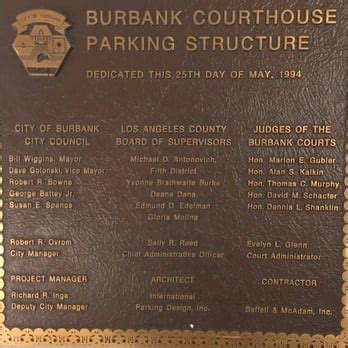 BURBANK COURTHOUSE
PARKING STRUCTURE
DEDICATED THIS 25TH DAY OF MAY, 1994
CITY OF BURBANK
CITY COUNCIL
Bill Wiggins, Mayor
Dave Golonski, Vice Mayor
Robert R. Bowne
George Battey Jr.
Susan E. Spanos
Robert R. Ovrom
City Manager
PROJECT MANAGER
Richard R. Inga
Deputy City Manager
LOS ANGELES COUNTY
BOARD OF SUPERVISORS
Michael D. Antonovich,
Fifth District
Yvonne Brathwaite Burke
Deane Dana
Edmund D. Edelman
Gloria Molina
Sally R. Reed
Chief Administrative Officer
ARCHITECT
International
Parking Design, Inc.
JUDGES OF THE
BURBANK COURTS
Hon. Marion E. Gubler
Hon. Alan S. Kalkin
Hon. Thomas C. Murphy
Hon. David M. Schacter
Hon. Dennis L. Shanklin
Evelyn L. Glenn
Court Administrator
CONTRACTOR
& McAdam, Inc.